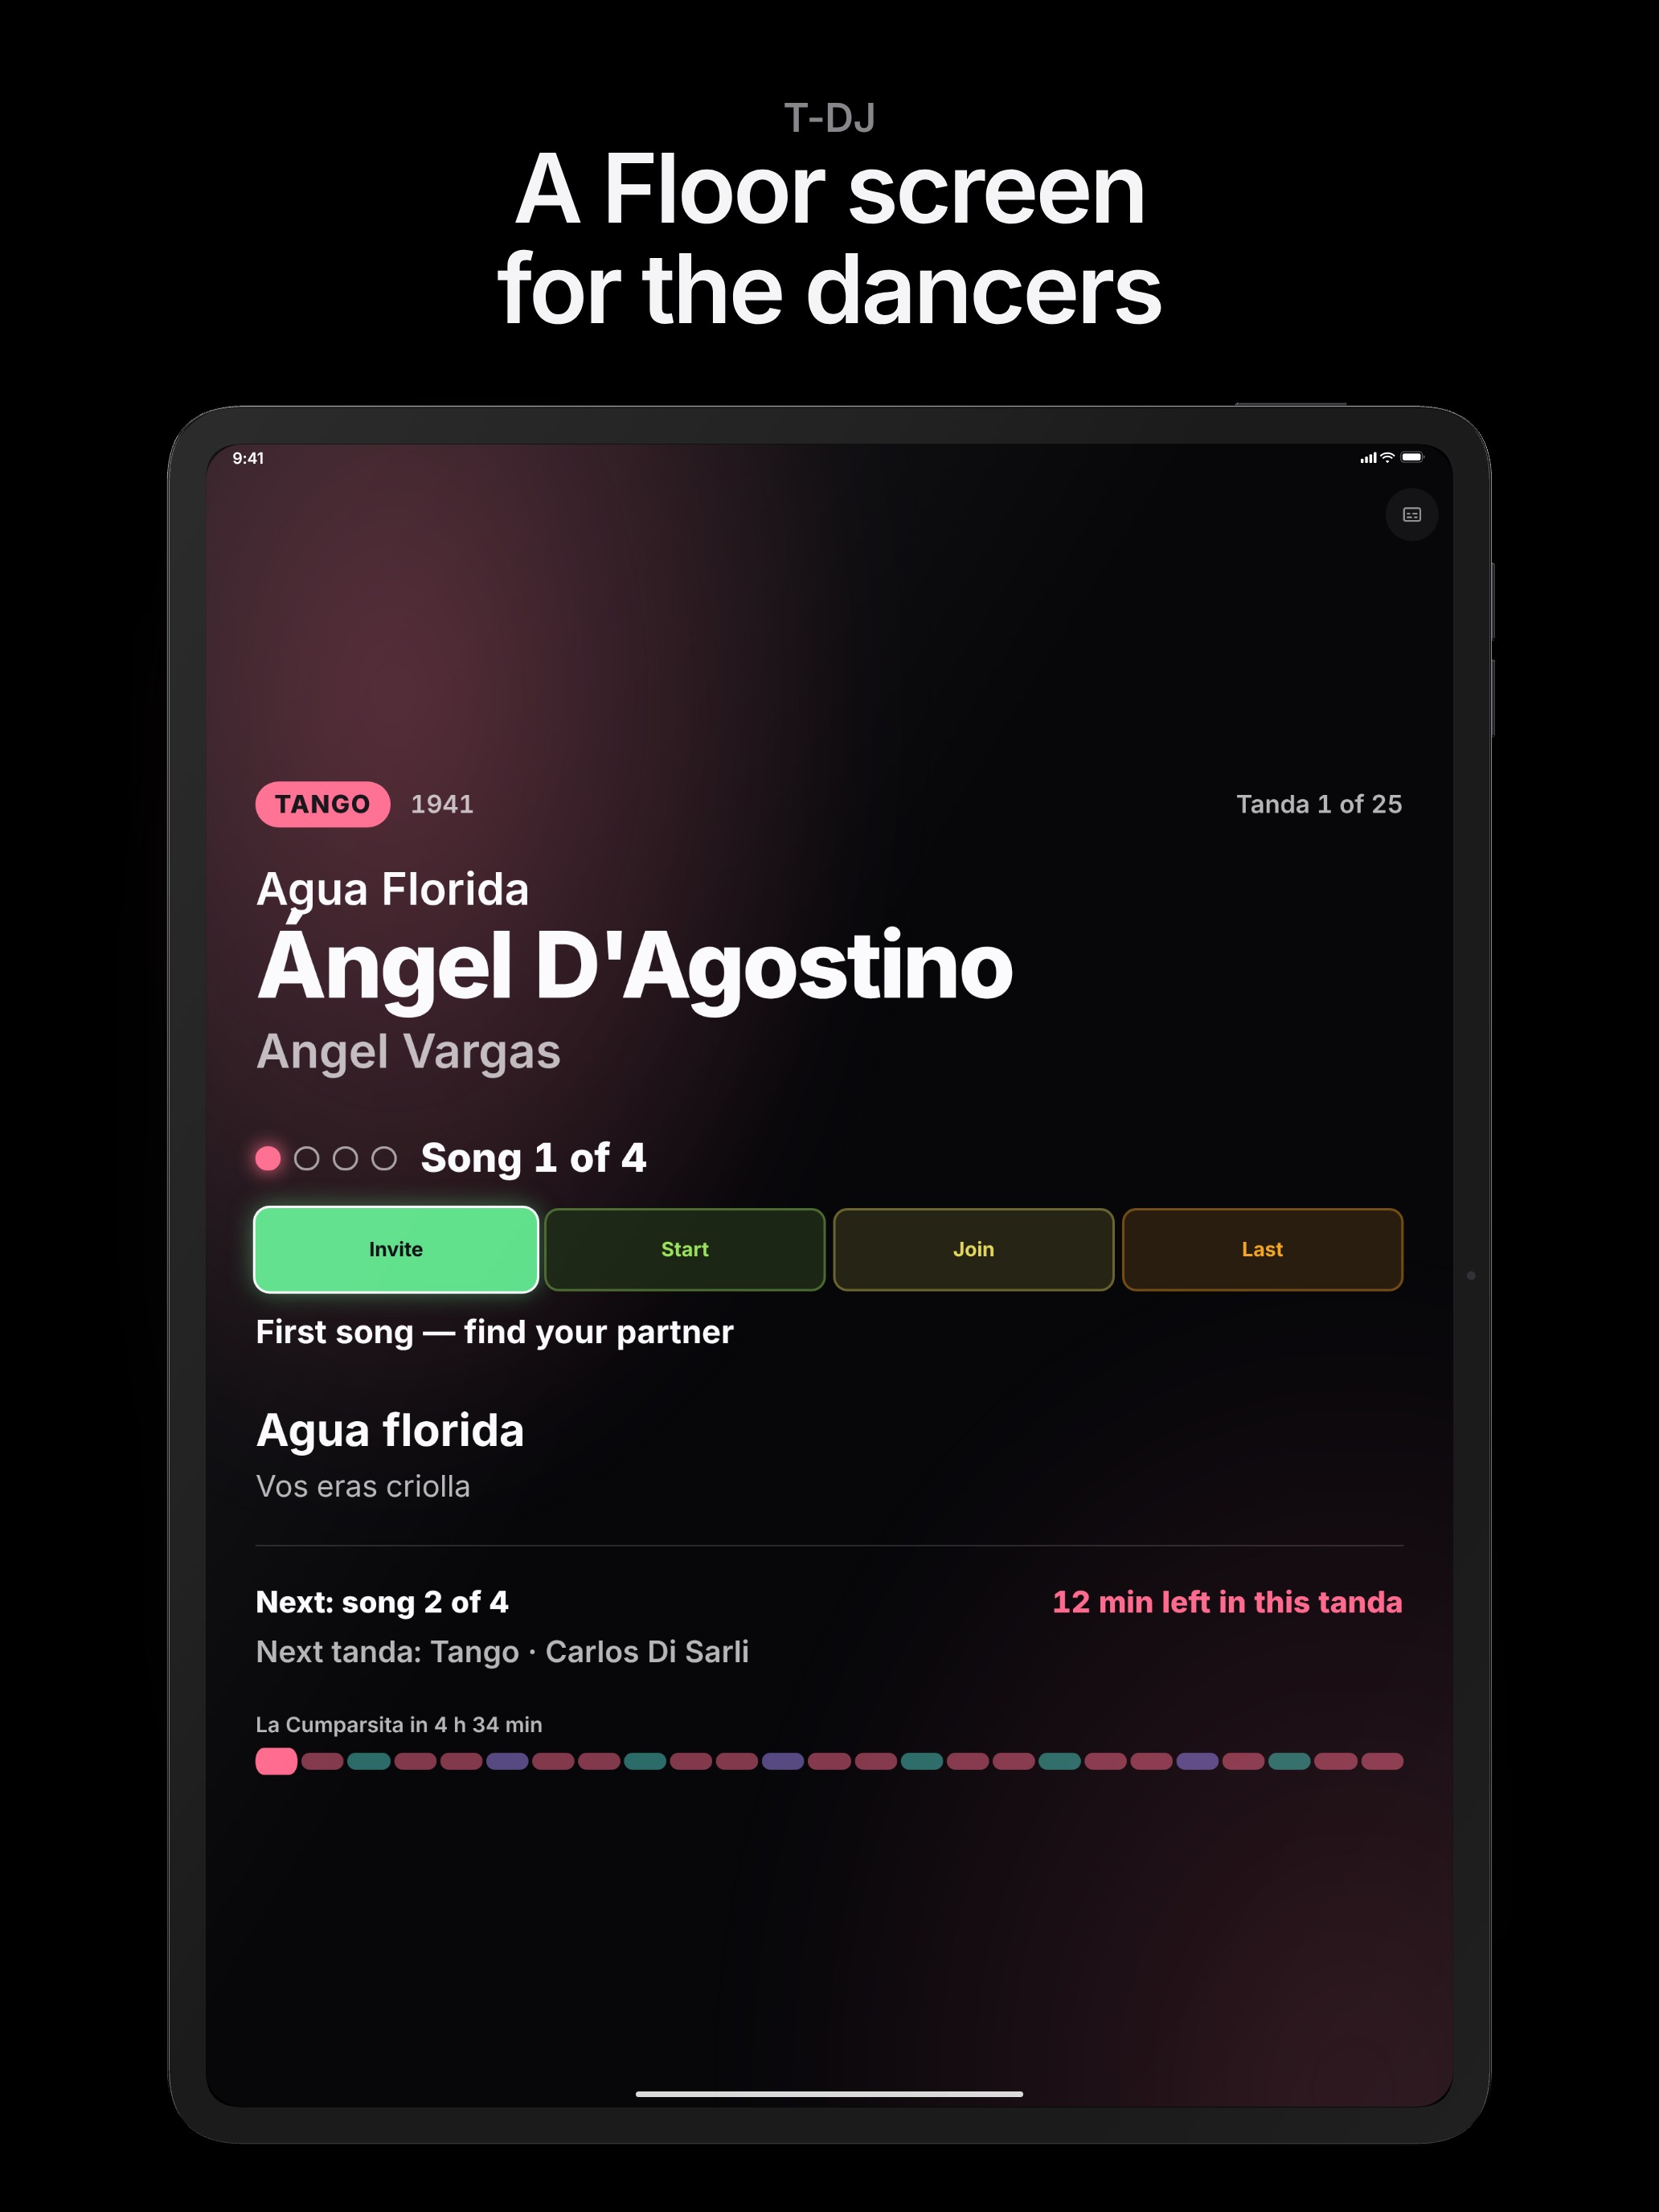 T-DJ
A Floor screen
for the dancers
9:41
TANGO 1941 Tanda 1 of 25
Agua Florida
Ángel D'Agostino
Angel Vargas
Song 1 of 4
Invite Start Join Last
First song — find your partner
Agua florida
Vos eras criolla
Next: song 2 of 4 12 min left in this tanda
Next tanda: Tango · Carlos Di Sarli
La Cumparsita in 4 h 34 min